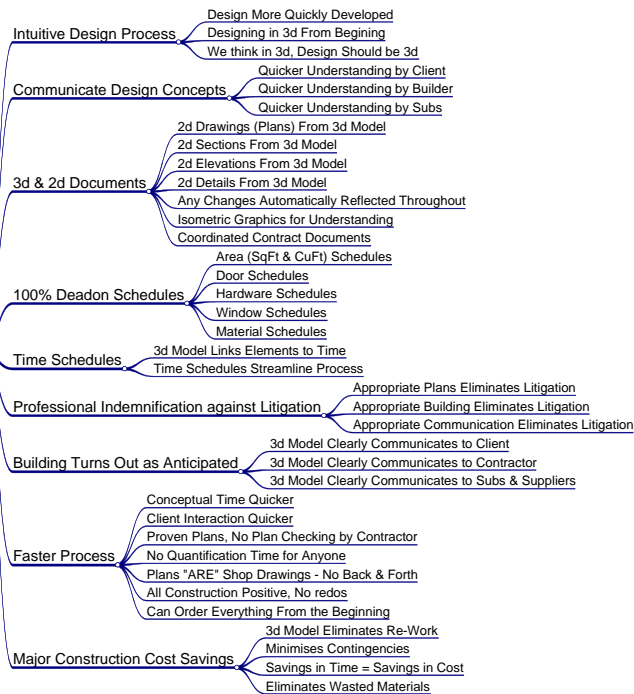 Intuitive Design Process
Design More Quickly Developed
Designing in 3d From Begining
We think in 3d, Design Should be 3d
Communicate Design Concepts
Quicker Understanding by Client
Quicker Understanding by Builder
Quicker Understanding by Subs
3d & 2d Documents
2d Drawings (Plans) From 3d Model
2d Sections From 3d Model
2d Elevations From 3d Model
2d Details From 3d Model
Any Changes Automatically Reflected Throughout
Isometric Graphics for Understanding
Coordinated Contract Documents
100% Deadon Schedules
Area (SqFt & CuFt) Schedules
Door Schedules
Hardware Schedules
Window Schedules
Material Schedules
Time Schedules
3d Model Links Elements to Time
Time Schedules Streamline Process
Professional Indemnification against Litigation
Appropriate Plans Eliminates Litigation
Appropriate Building Eliminates Litigation
Appropriate Communication Eliminates Litigation
Building Turns Out as Anticipated
3d Model Clearly Communicates to Client
3d Model Clearly Communicates to Contractor
3d Model Clearly Communicates to Subs & Suppliers
Faster Process
Conceptual Time Quicker
Client Interaction Quicker
Proven Plans, No Plan Checking by Contractor
No Quantification Time for Anyone
Plans "ARE" Shop Drawings - No Back & Forth
All Construction Positive, No redos
Can Order Everything From the Beginning
Major Construction Cost Savings
3d Model Eliminates Re-Work
Minimises Contingencies
Savings in Time = Savings in Cost
Eliminates Wasted Materials